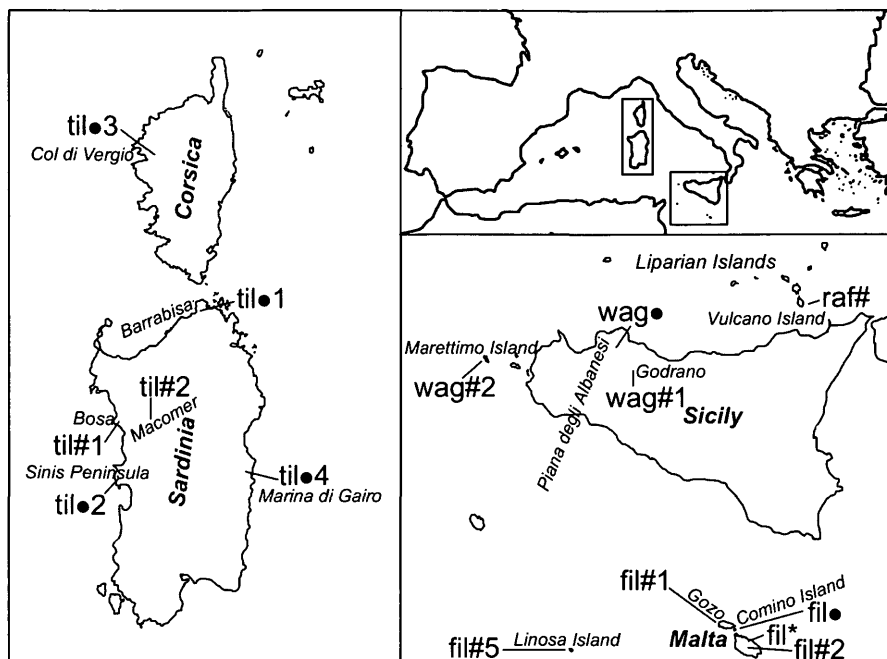 til●3
Col di Vergio
Corsica
Barrabisa
til●1
til#2
Bosa
Macomer
til#1
Sinis Peninsula
til●2
Sardinia
til●4
Marina di Gairo
Liparian Islands
raf#
Vulcano Island
wag●
Marettimo Island
wag#2
Piana degli Albanesi
Godrano
wag#1
Sicily
fil#1
Gozo
Comino Island
fil●
fil*
Malta
fil#2
fil#5
Linosa Island